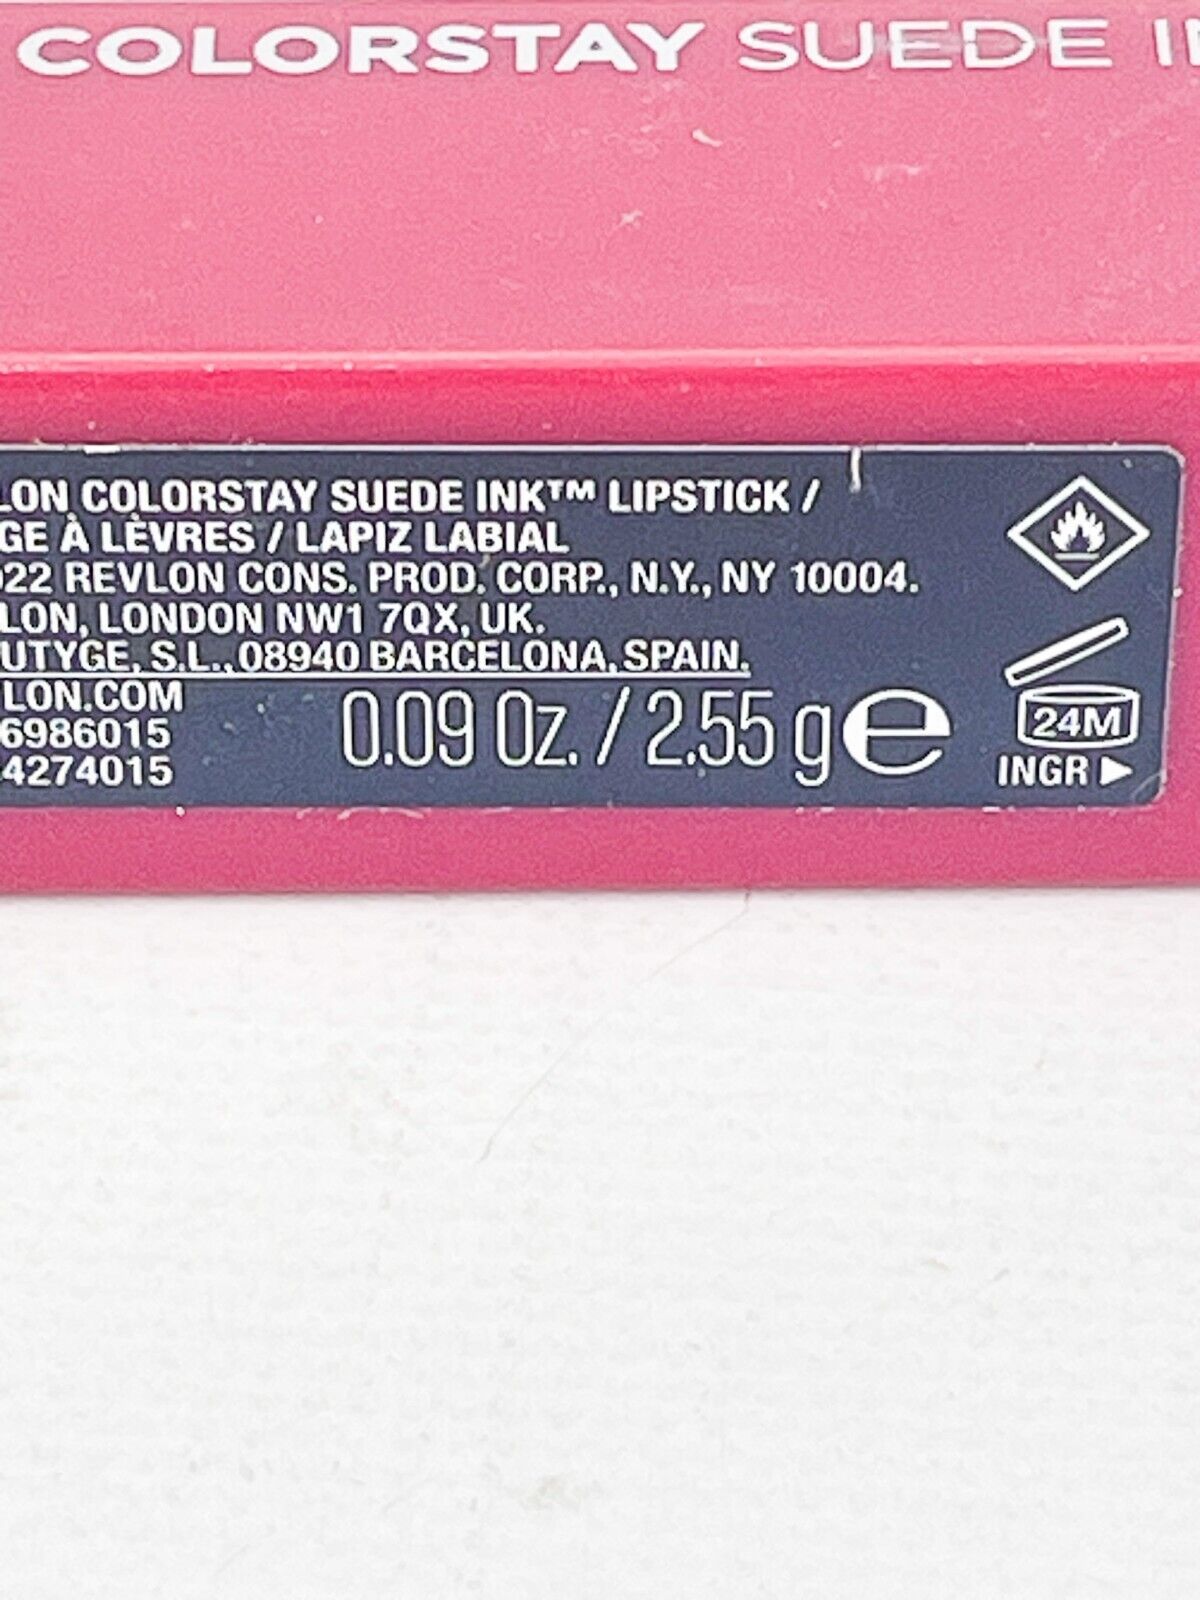 COLORSTAY SUEDE IN
LON COLORSTAY SUEDE INK™ LIPSTICK /
GE À LÈVRES / LAPIZ LABIAL
022 REVLON CONS. PROD. CORP., N.Y., NY 10004.
LON, LONDON NW1 7QX, UK.
UTYGE, S.L., 08940 BARCELONA, SPAIN.
LON.COM
6986015
4274015
0.09 Oz. / 2.55 g e
24M
INGR ▶